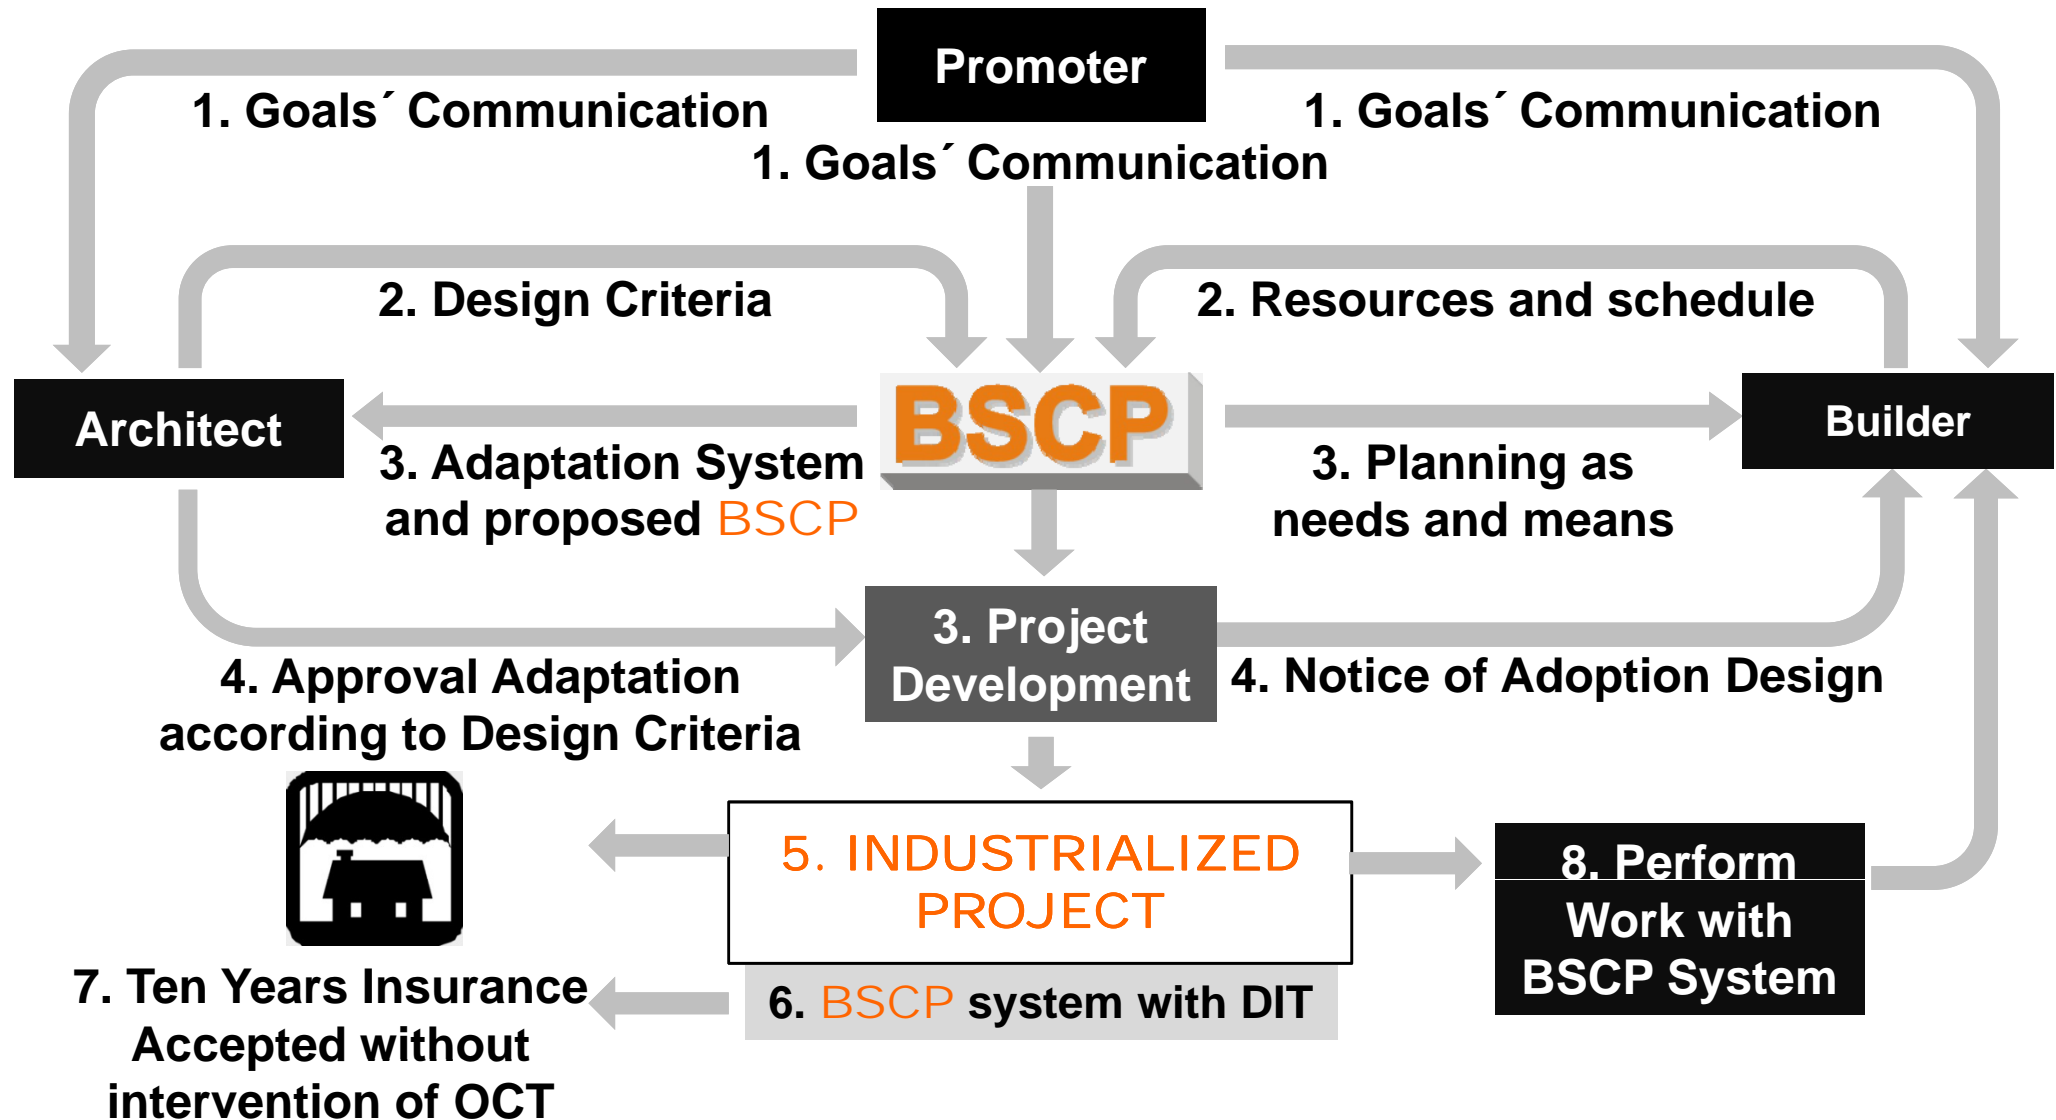 Promoter
1. Goals´ Communication
1. Goals´ Communication
1. Goals´ Communication
2. Design Criteria
2. Resources and schedule
Architect
BSCP
Builder
3. Adaptation System
and proposed BSCP
3. Planning as
needs and means
3. Project
Development
4. Approval Adaptation
according to Design Criteria
4. Notice of Adoption Design
5. INDUSTRIALIZED
PROJECT
8. Perform
Work with
BSCP System
7. Ten Years Insurance
Accepted without
intervention of OCT
6. BSCP system with DIT